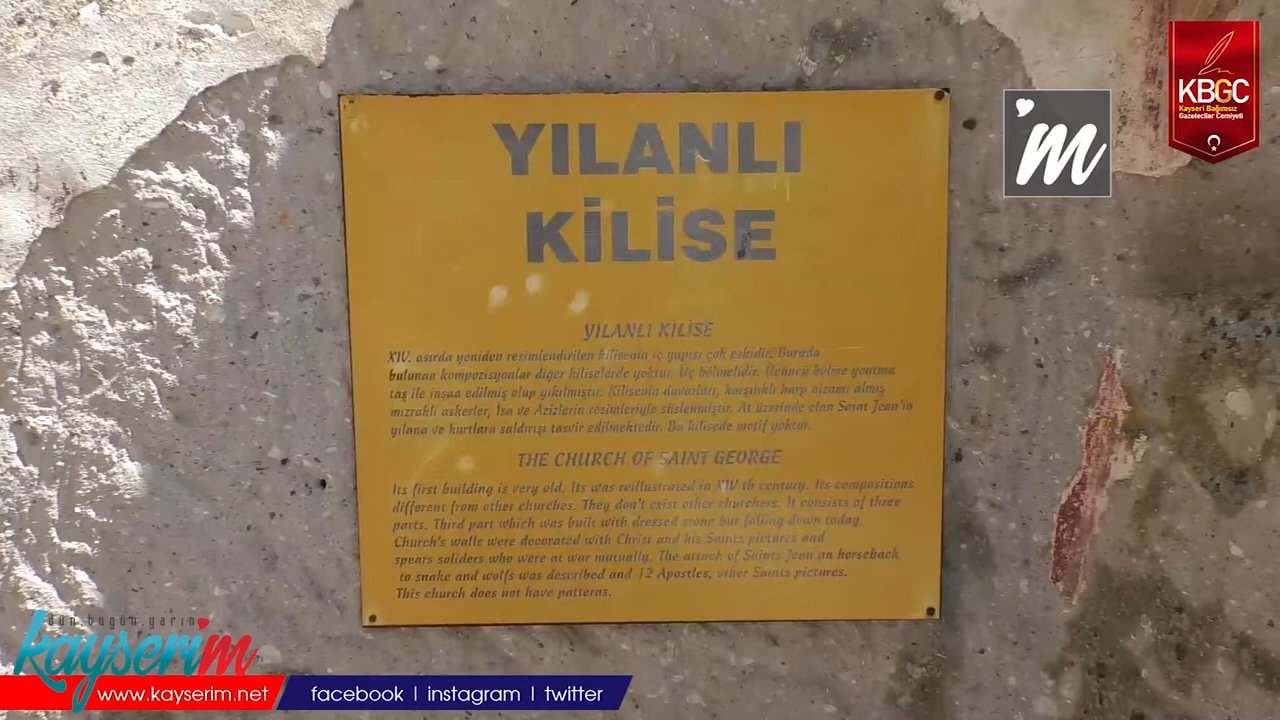 YILANLI
KİLİSE
YILANLI KİLİSE
XIV. asırda yeniden resimlendirilen kilisenin iç yapısı çok eskidir. Burada
bulunan kompozisyonlar diğer kiliselerde yoktur. Üç bölmelidir. Üçüncü bölme yontma
taş ile inşaa edilmiş olup yıkılmıştır. Kilisenin duvarları, karşılıklı harp nizamı almış
mızraklı askerler, İsa ve Azizlerin resimleriyle süslenmiştir. At üzerinde olan Saint Jean'ın
yılana ve kurtlara saldırışı tasvir edilmektedir. Bu kilisede motif yoktur.
THE CHURCH OF SAINT GEORGE
Its first building is very old. Its was reillustrated in XIV th century. Its compositions
different from other churches. They don't exist other churchers. It consists of three
parts. Third part which was built with dressed stone but falling down today.
Church's walls were decorated with Christ and his Saints pictures and
spears soliders who were at war mutually. The attack of Saints Jean on horseback
to snake and wolfs was described and 12 Apostles, other Saints pictures.
This church does not have patterns.
'm
KBGC
Kayseri Bağımsız
Gazeteciler Cemiyeti
dün.bugün.yarın
kayserim
www.kayserim.net
facebook | instagram | twitter